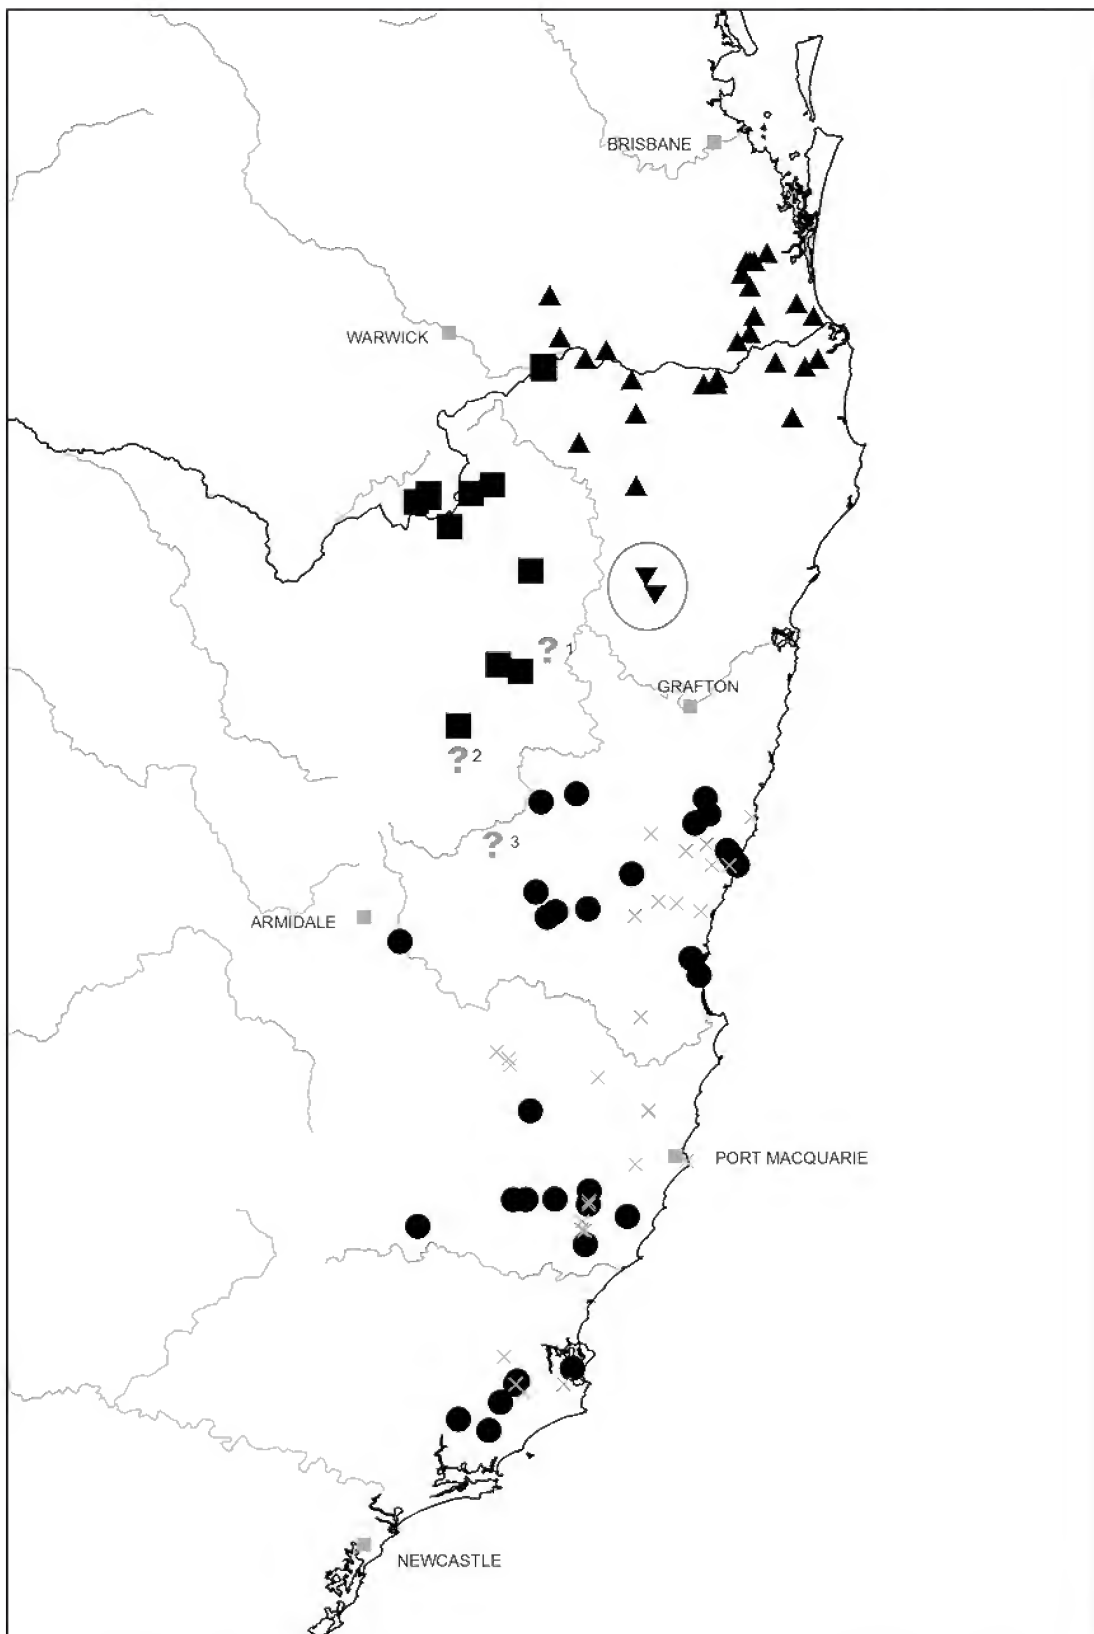 BRISBANE
WARWICK
? 1
GRAFTON
? 2
? 3
ARMIDALE
PORT MACQUARIE
NEWCASTLE